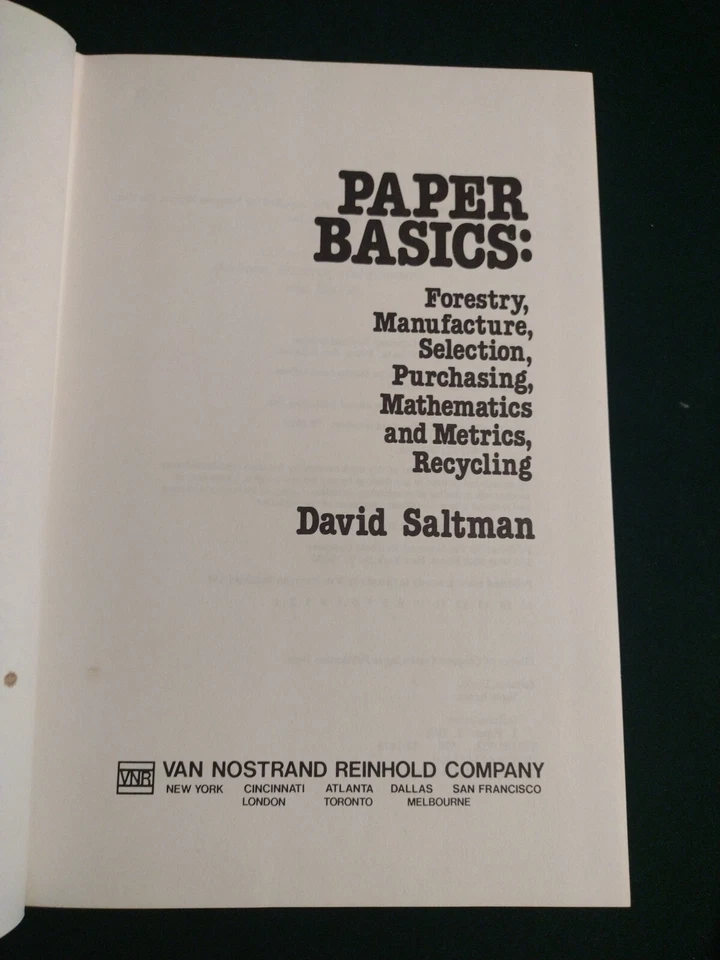 PAPER
BASICS:
Forestry,
Manufacture,
Selection,
Purchasing,
Mathematics
and Metrics,
Recycling
David Saltman
VNR
VAN NOSTRAND REINHOLD COMPANY
NEW YORK CINCINNATI ATLANTA DALLAS SAN FRANCISCO
LONDON TORONTO MELBOURNE